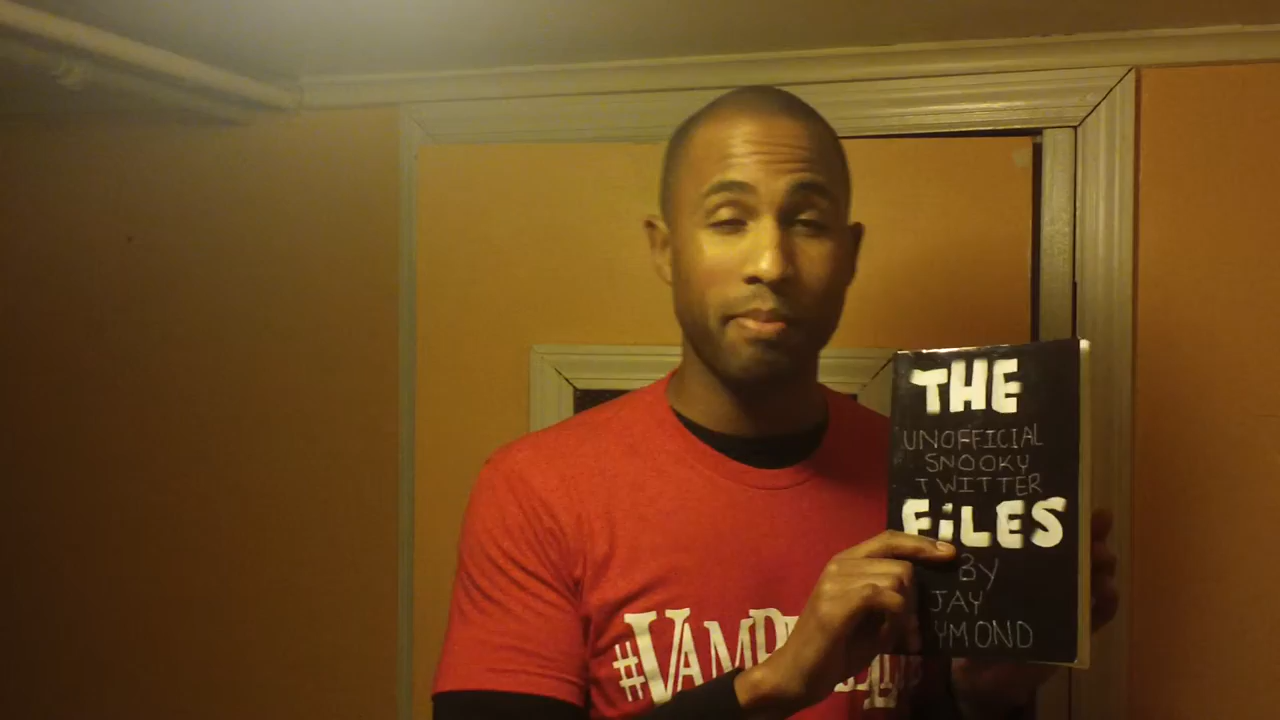 THE
UNOFFICIAL
SNOOKY
TWITTER
FiLES
By
JAY
YMOND
#VAMP